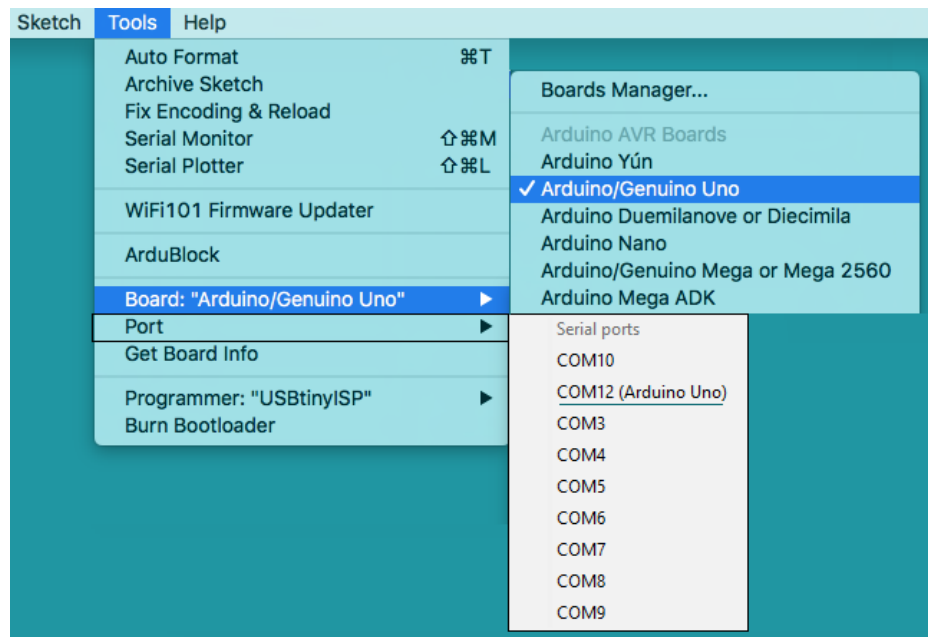 Sketch Tools Help
Auto Format ⌘T
Archive Sketch
Fix Encoding & Reload
Serial Monitor ⇧⌘M
Serial Plotter ⇧⌘L
WiFi101 Firmware Updater
ArduBlock
Board: "Arduino/Genuino Uno" ▶
Port ▶
Get Board Info
Programmer: "USBtinyISP" ▶
Burn Bootloader
Boards Manager...
Arduino AVR Boards
Arduino Yún
✓ Arduino/Genuino Uno
Arduino Duemilanove or Diecimila
Arduino Nano
Arduino/Genuino Mega or Mega 2560
Arduino Mega ADK
Serial ports
COM10
COM12 (Arduino Uno)
COM3
COM4
COM5
COM6
COM7
COM8
COM9